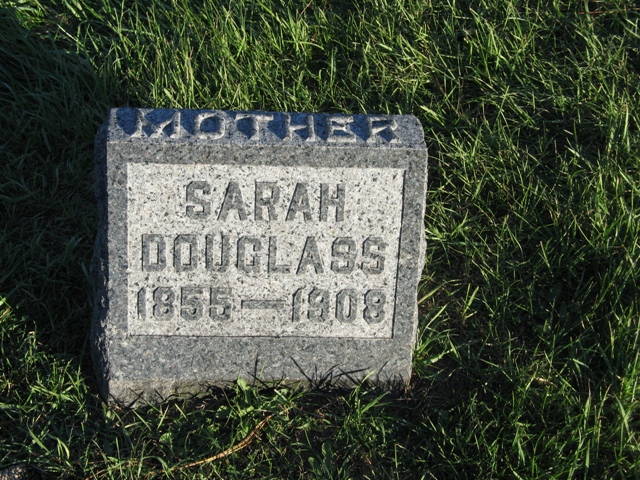 MOTHER
SARAH
DOUGLASS
1855—1908